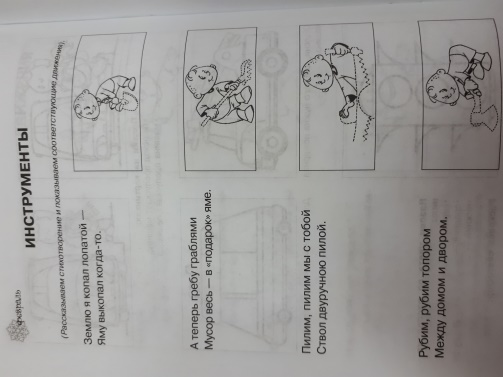 февраль
ИНСТРУМЕНТЫ
(Рассказываем стихотворение и показываем соответствующие движения).
Землю я копал лопатой —
Яму выкопал когда-то.
А теперь гребу граблями
Мусор весь — в «подарок» яме.
Пилим, пилим мы с тобой
Ствол двуручною пилой.
Рубим, рубим топором
Между домом и двором.